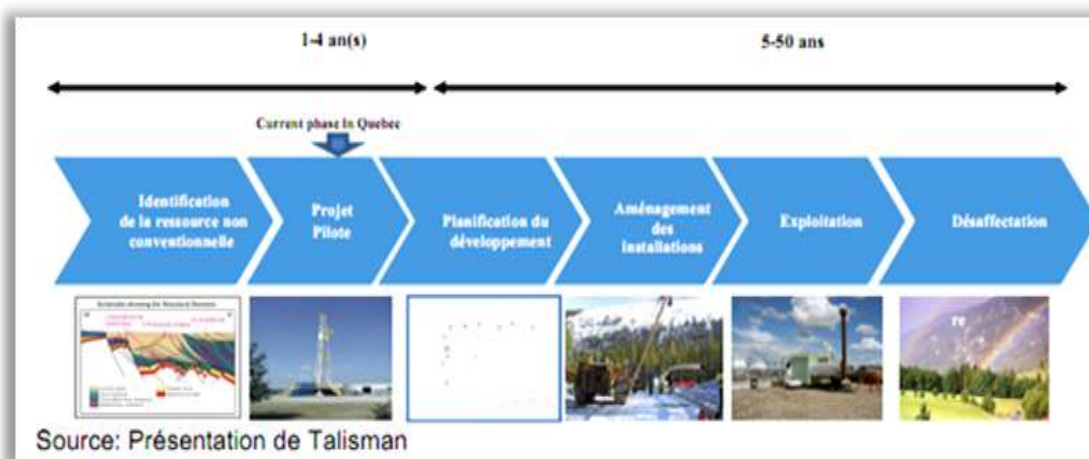 1-4 an(s)
5-50 ans
Current phase In Quebec
Identification
de la ressource non
conventionnelle
Projet
Pilote
Planification du
développement
Aménagement
des
installations
Exploitation
Désaffectation
re
Source: Présentation de Talisman